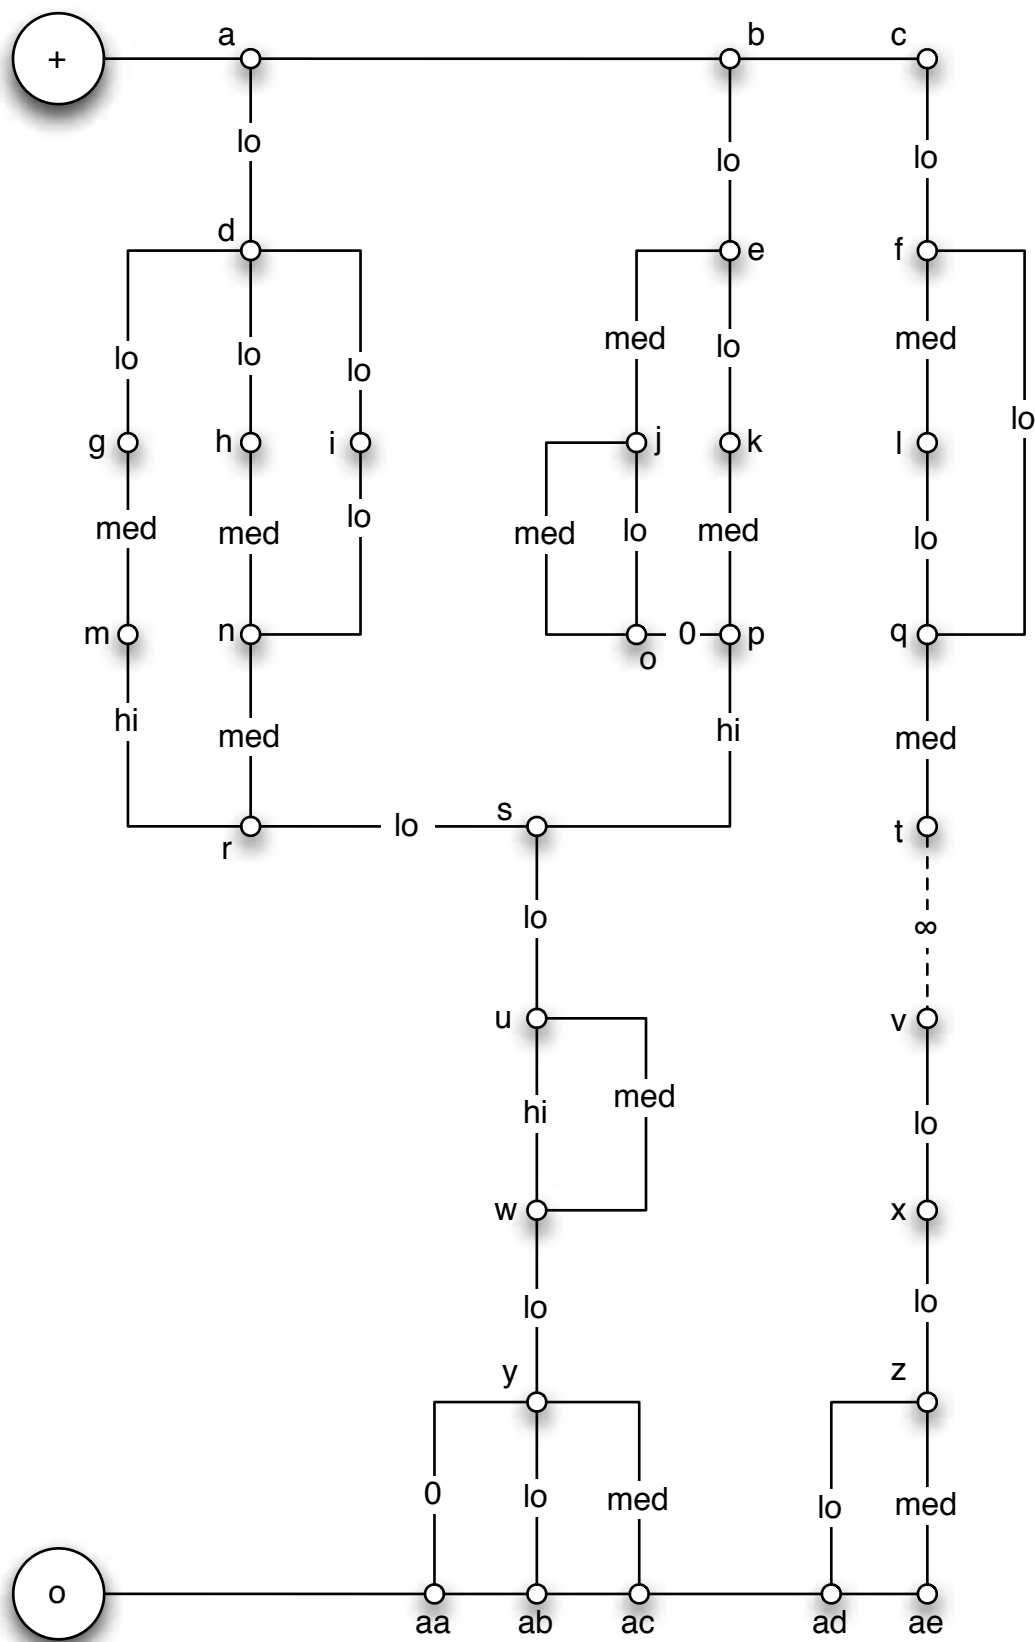 a b c
+
lo
lo lo
d
e f
med med
lo lo lo
lo lo
lo
g h i j k l
lo
med med med lo med
lo
m n o 0 p q
hi med hi med
s
r lo t
lo
∞
u v
med
hi lo
w x
lo lo
y z
0 lo med lo med
o
aa ab ac ad ae